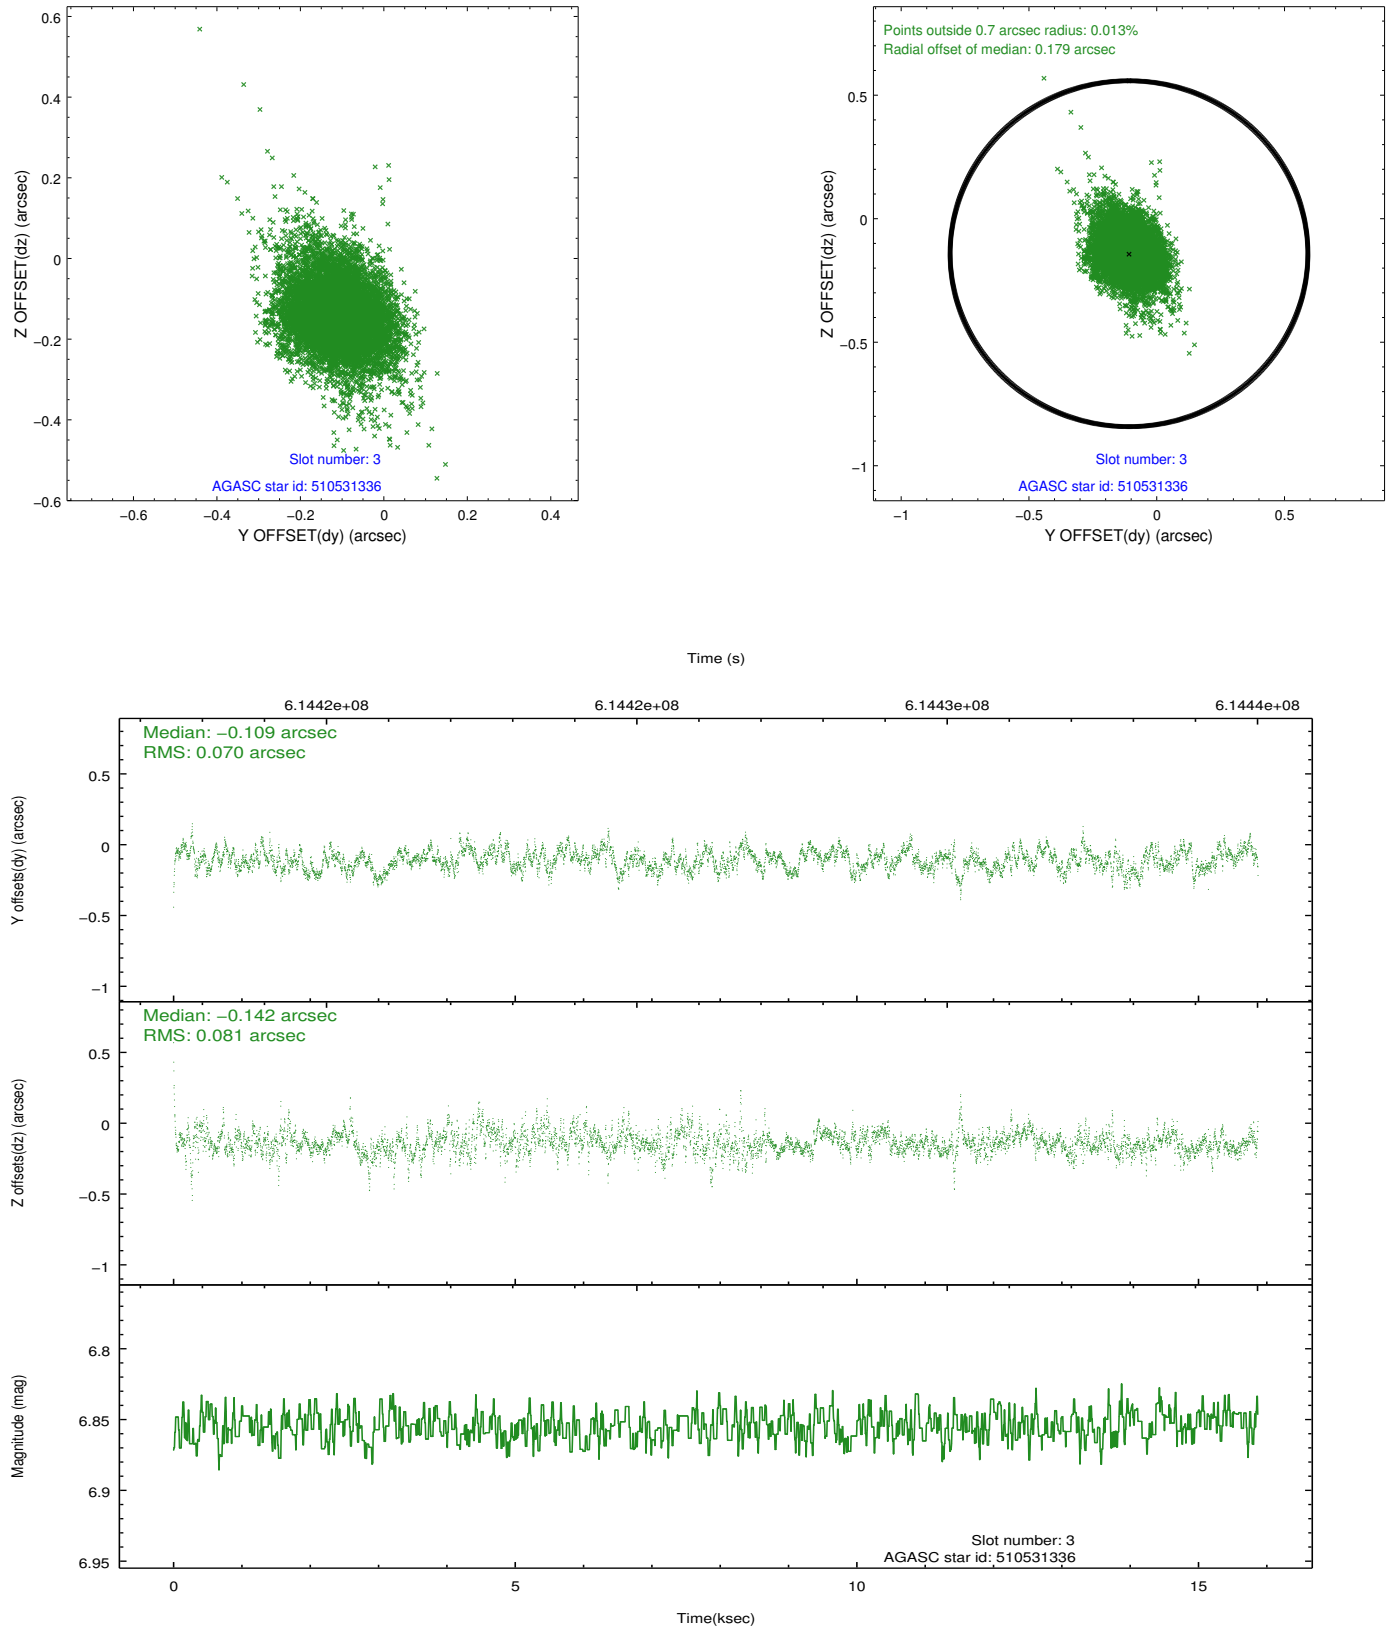 0.6
0.4
0.2
0
−0.2
−0.4
−0.6
Z OFFSET(dz) (arcsec)
Slot number: 3
AGASC star id: 510531336
−0.6 −0.4 −0.2 0 0.2 0.4
Y OFFSET(dy) (arcsec)
Points outside 0.7 arcsec radius: 0.013%
Radial offset of median: 0.179 arcsec
0.5
0
−0.5
−1
Z OFFSET(dz) (arcsec)
Slot number: 3
AGASC star id: 510531336
−1 −0.5 0 0.5
Y OFFSET(dy) (arcsec)
Time (s)
6.1442e+08 6.1442e+08 6.1443e+08 6.1444e+08
Median: −0.109 arcsec
RMS: 0.070 arcsec
0.5
0
−0.5
−1
Y offsets(dy) (arcsec)
Median: −0.142 arcsec
RMS: 0.081 arcsec
0.5
0
−0.5
−1
Z offsets(dz) (arcsec)
6.8
6.85
6.9
6.95
Magnitude (mag)
Slot number: 3
AGASC star id: 510531336
0 5 10 15
Time(ksec)